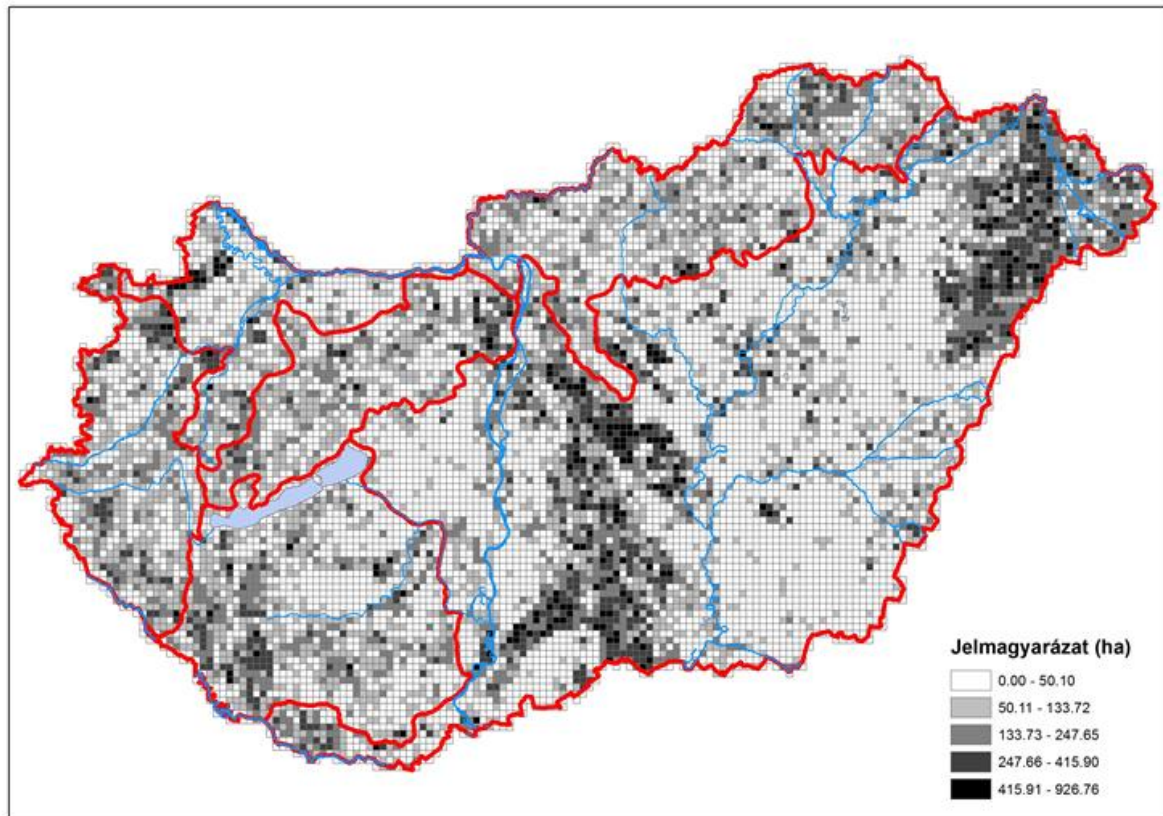 Jelmagyarázat (ha)
0.00 - 50.10
50.11 - 133.72
133.73 - 247.65
247.66 - 415.90
415.91 - 926.76